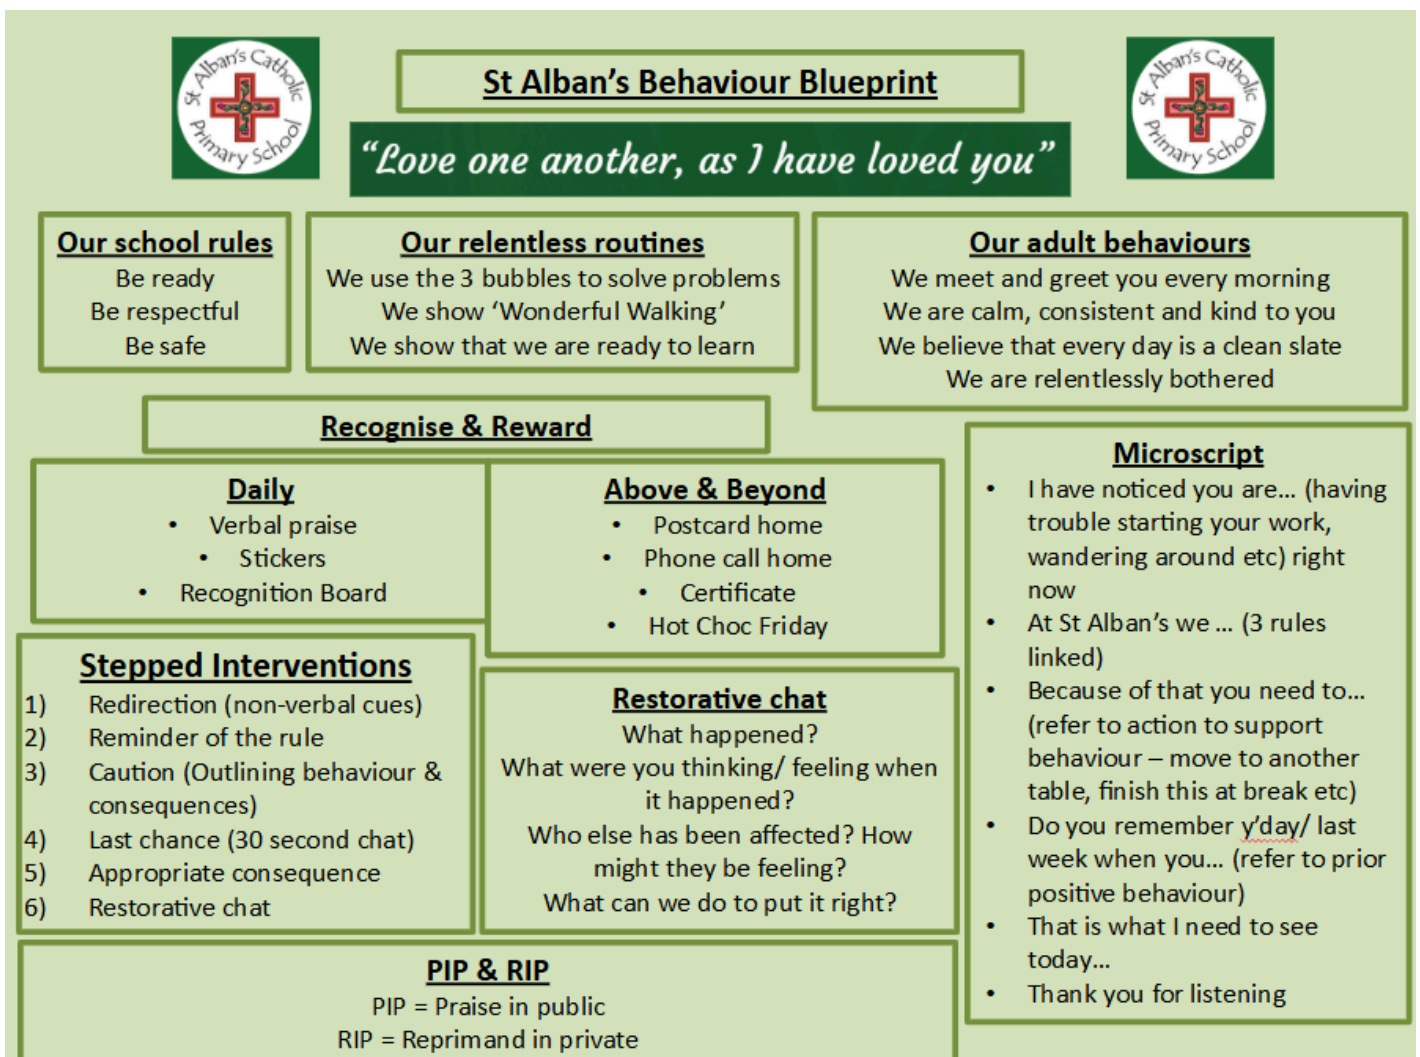 St Alban's Catholic
Primary School
St Alban's Behaviour Blueprint
St Alban's Catholic
Primary School
“Love one another, as I have loved you”
Our school rules
Be ready
Be respectful
Be safe
Our relentless routines
We use the 3 bubbles to solve problems
We show ‘Wonderful Walking’
We show that we are ready to learn
Our adult behaviours
We meet and greet you every morning
We are calm, consistent and kind to you
We believe that every day is a clean slate
We are relentlessly bothered
Recognise & Reward
Daily
• Verbal praise
• Stickers
• Recognition Board
Above & Beyond
• Postcard home
• Phone call home
• Certificate
• Hot Choc Friday
Microscript
• I have noticed you are... (having
trouble starting your work,
wandering around etc) right
now
• At St Alban’s we ... (3 rules
linked)
• Because of that you need to...
(refer to action to support
behaviour – move to another
table, finish this at break etc)
• Do you remember y’day/ last
week when you... (refer to prior
positive behaviour)
• That is what I need to see
today...
• Thank you for listening
Stepped Interventions
1) Redirection (non-verbal cues)
2) Reminder of the rule
3) Caution (Outlining behaviour &
consequences)
4) Last chance (30 second chat)
5) Appropriate consequence
6) Restorative chat
Restorative chat
What happened?
What were you thinking/ feeling when
it happened?
Who else has been affected? How
might they be feeling?
What can we do to put it right?
PIP & RIP
PIP = Praise in public
RIP = Reprimand in private